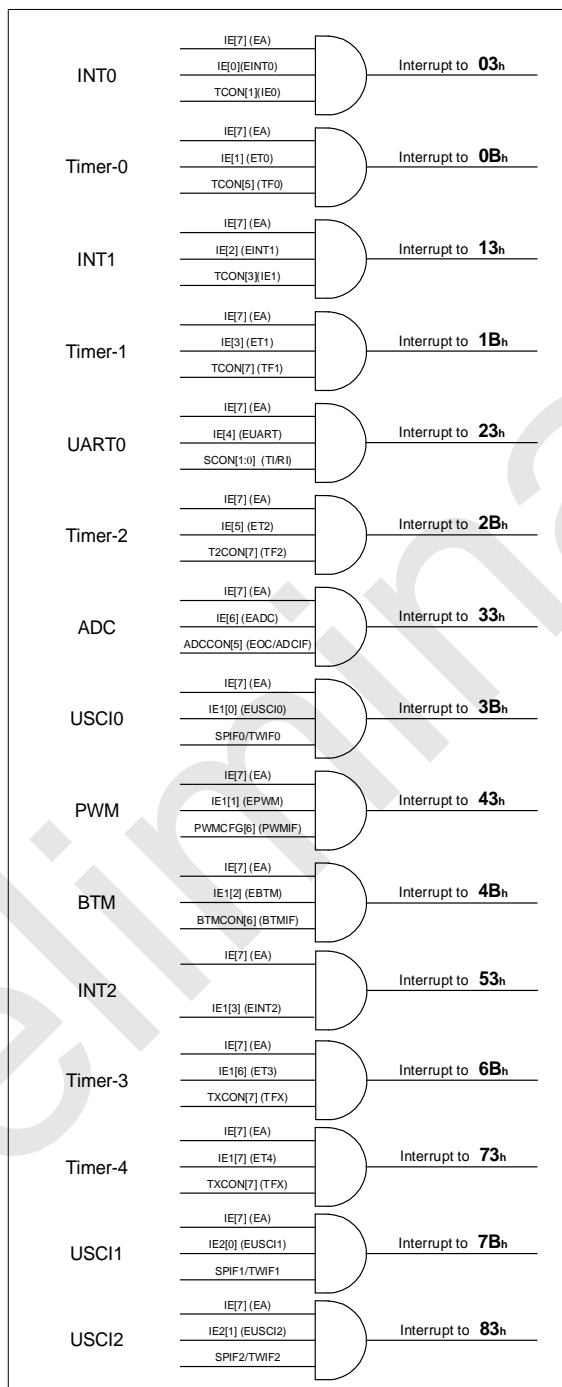 IE[7] (EA)
INT0 IE[0](EINT0) Interrupt to 03h
TCON[1](IE0)
IE[7] (EA)
Timer-0 IE[1] (ET0) Interrupt to 0Bh
TCON[5] (TF0)
IE[7] (EA)
INT1 IE[2] (EINT1) Interrupt to 13h
TCON[3](IE1)
IE[7] (EA)
Timer-1 IE[3] (ET1) Interrupt to 1Bh
TCON[7] (TF1)
IE[7] (EA)
UART0 IE[4] (EUART) Interrupt to 23h
SCON[1:0] (TI/RI)
IE[7] (EA)
Timer-2 IE[5] (ET2) Interrupt to 2Bh
T2CON[7] (TF2)
IE[7] (EA)
ADC IE[6] (EADC) Interrupt to 33h
ADCCON[5] (EOC/ADCIF)
IE[7] (EA)
USCI0 IE1[0] (EUSCI0) Interrupt to 3Bh
SPIF0/TWIF0
IE[7] (EA)
PWM IE1[1] (EPWM) Interrupt to 43h
PWMCFG[6] (PWMIF)
IE[7] (EA)
BTM IE1[2] (EBTM) Interrupt to 4Bh
BTMCON[6] (BTMIF)
IE[7] (EA)
INT2 Interrupt to 53h
IE1[3] (EINT2)
IE[7] (EA)
Timer-3 IE1[6] (ET3) Interrupt to 6Bh
TXCON[7] (TFX)
IE[7] (EA)
Timer-4 IE1[7] (ET4) Interrupt to 73h
TXCON[7] (TFX)
IE[7] (EA)
USCI1 IE2[0] (EUSCI1) Interrupt to 7Bh
SPIF1/TWIF1
IE[7] (EA)
USCI2 IE2[1] (EUSCI2) Interrupt to 83h
SPIF2/TWIF2
elimina